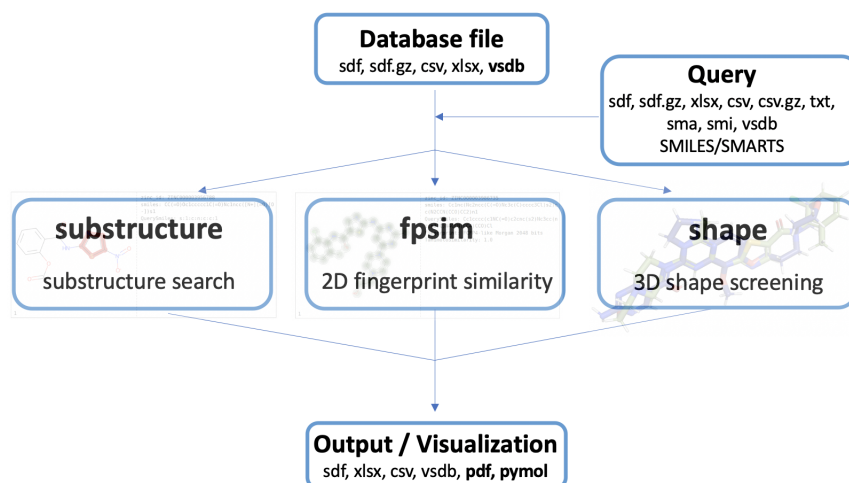 Database file
sdf, sdf.gz, csv, xlsx, vsdb
Query
sdf, sdf.gz, xlsx, csv, csv.gz, txt,
sma, smi, vsdb
SMILES/SMARTS
substructure
substructure search
fpsim
2D fingerprint similarity
shape
3D shape screening
Output / Visualization
sdf, xlsx, csv, vsdb, pdf, pymol